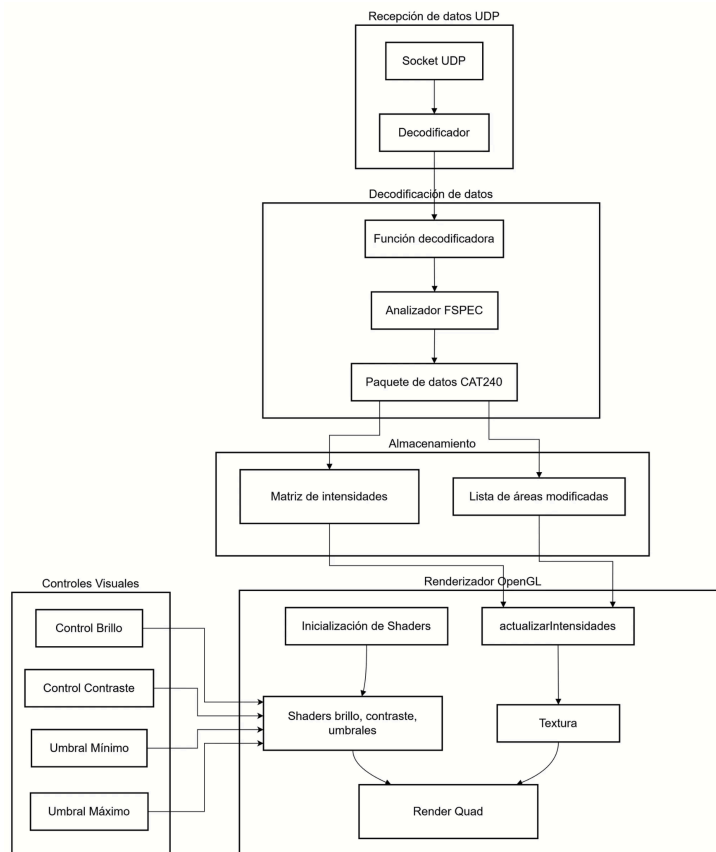 Recepción de datos UDP
Socket UDP
Decodificador
Decodificación de datos
Función decodificadora
Analizador FSPEC
Paquete de datos CAT240
Almacenamiento
Matriz de intensidades
Lista de áreas modificadas
Controles Visuales
Renderizador OpenGL
Control Brillo
Inicialización de Shaders
actualizarIntensidades
Control Contraste
Shaders brillo, contraste,
umbrales
Textura
Umbral Mínimo
Umbral Máximo
Render Quad